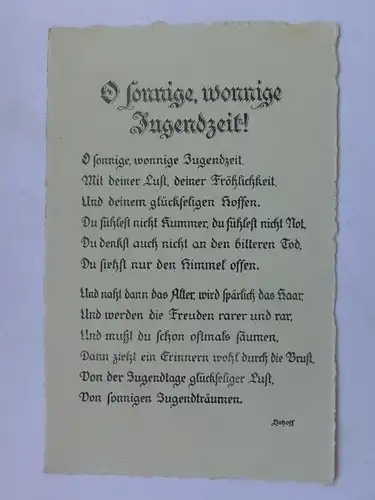 O sonnige, wonnige
Jugendzeit!
O sonnige, wonnige Jugendzeit.
Mit deiner Lust, deiner Fröhlichkeit,
Und deinem glückseligen Hoffen.
Du fühlest nicht Kummer, du fühlest nicht Not,
Du denkst auch nicht an den bitteren Tod,
Du siehst nur den Himmel offen.
Und naht dann das Alter, wird spärlich das Haar,
Und werden die Freuden rarer und rar,
Und mußt du schon oftmals säumen,
Dann zieht ein Erinnern wohl durch die Brust,
Von der Jugendtage glückseliger Lust,
Von sonnigen Jugendträumen.